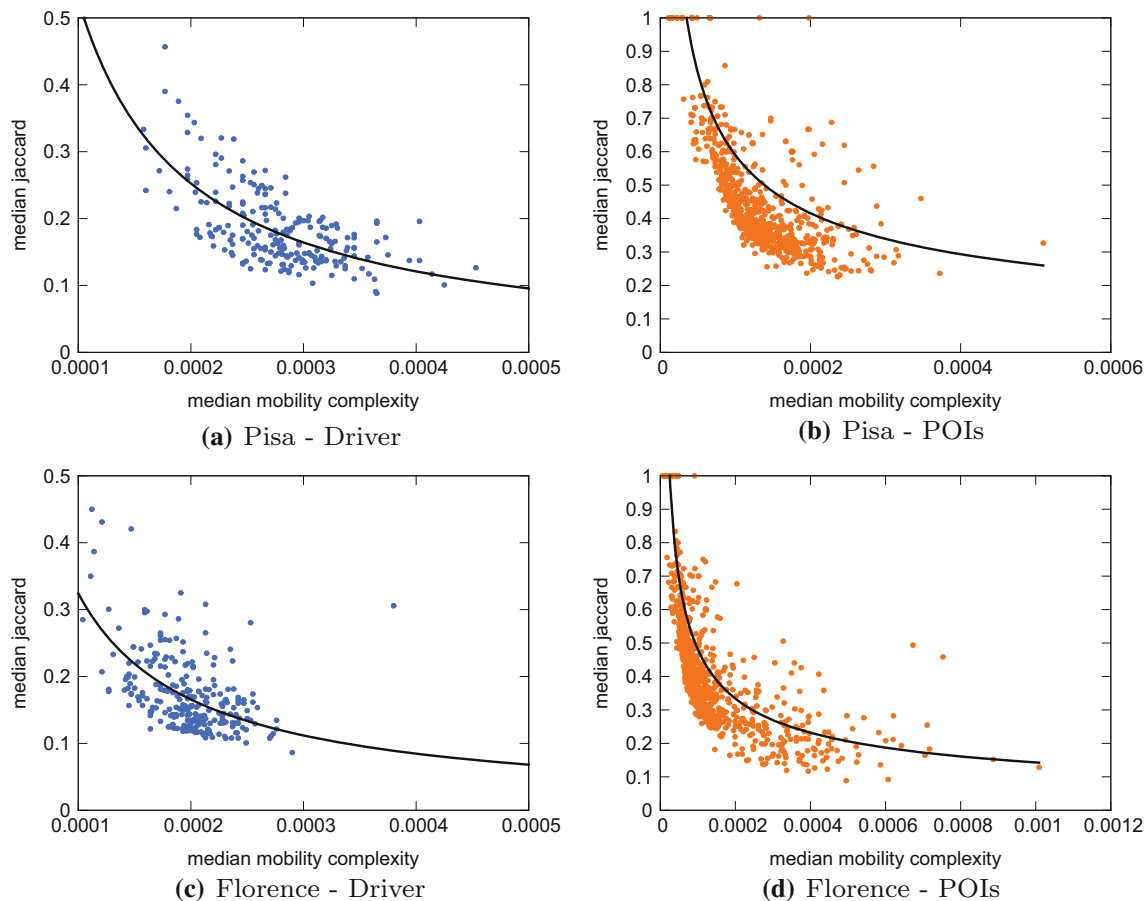 0.5
0.4
0.3
0.2
0.1
0
median jaccard
0.0001 0.0002 0.0003 0.0004 0.0005
median mobility complexity
(a) Pisa - Driver
1
0.9
0.8
0.7
0.6
0.5
0.4
0.3
0.2
0.1
0
median jaccard
0 0.0002 0.0004 0.0006
median mobility complexity
(b) Pisa - POIs
0.5
0.4
0.3
0.2
0.1
0
median jaccard
0.0001 0.0002 0.0003 0.0004 0.0005
median mobility complexity
(c) Florence - Driver
1
0.9
0.8
0.7
0.6
0.5
0.4
0.3
0.2
0.1
0
median jaccard
0 0.0002 0.0004 0.0006 0.0008 0.001 0.0012
median mobility complexity
(d) Florence - POIs